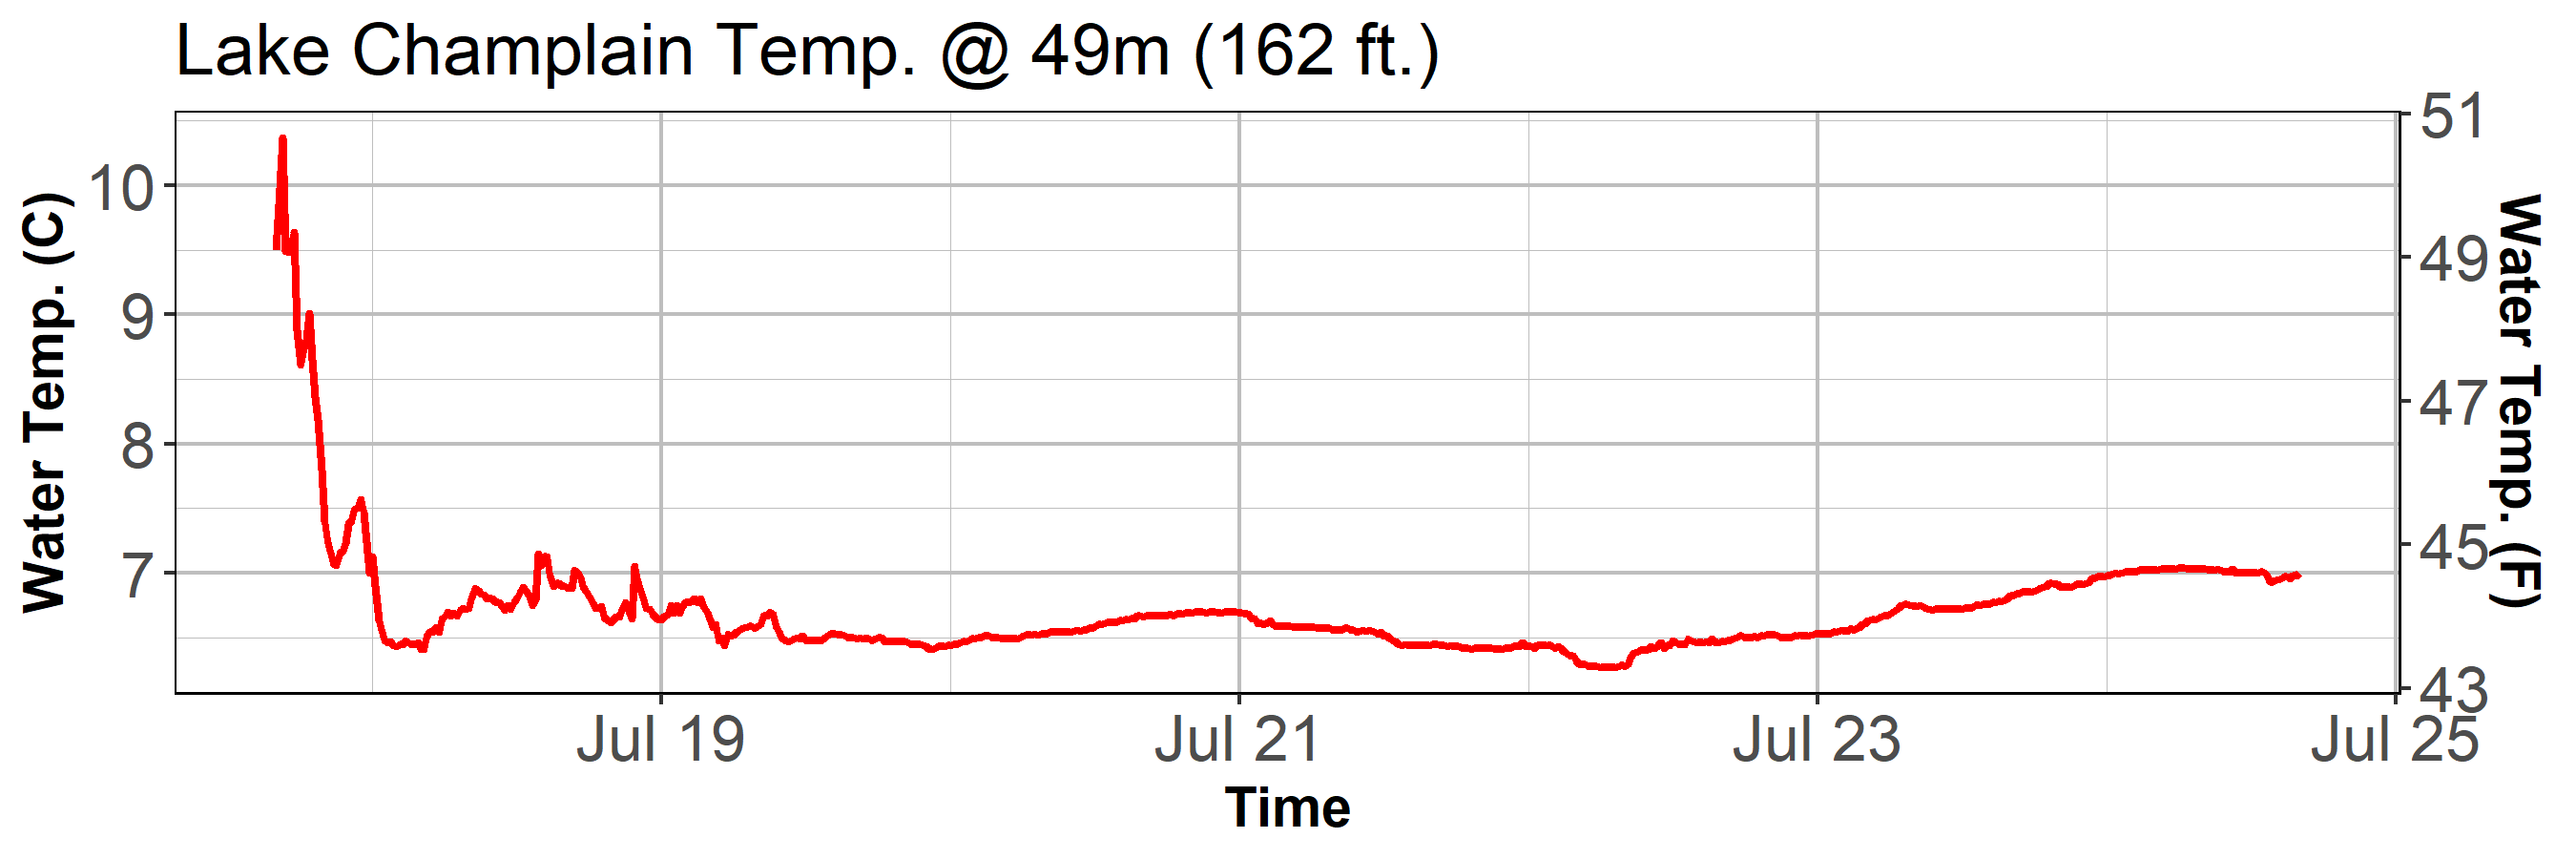 Lake Champlain Temp. @ 49m (162 ft.)
Water Temp. (C)
10
9
8
7
51
49
47
45
43
Water Temp. (F)
Jul 19 Jul 21 Jul 23 Jul 25
Time